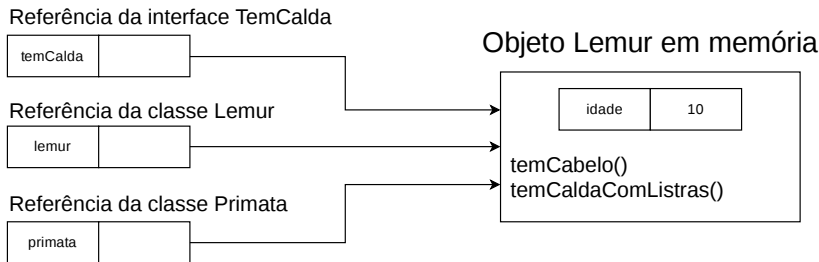 Referência da interface TemCalda
temCalda
Objeto Lemur em memória
idade 10
Referência da classe Lemur
lemur
temCabelo()
temCaldaComListras()
Referência da classe Primata
primata